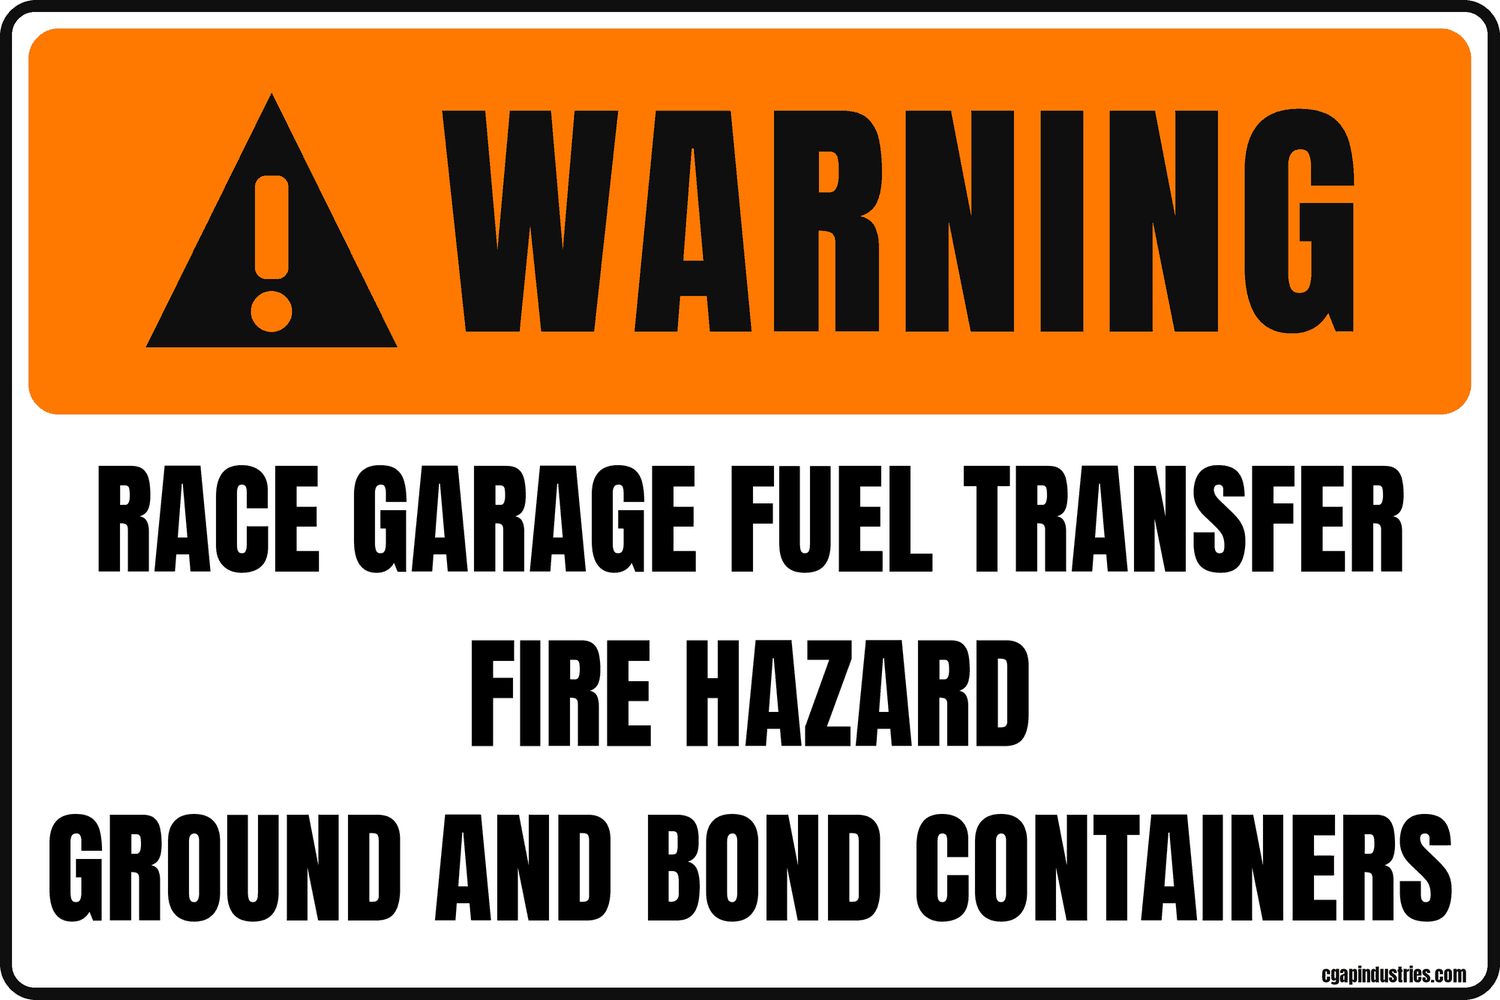 WARNING
RACE GARAGE FUEL TRANSFER
FIRE HAZARD
GROUND AND BOND CONTAINERS
cgapindustries.com